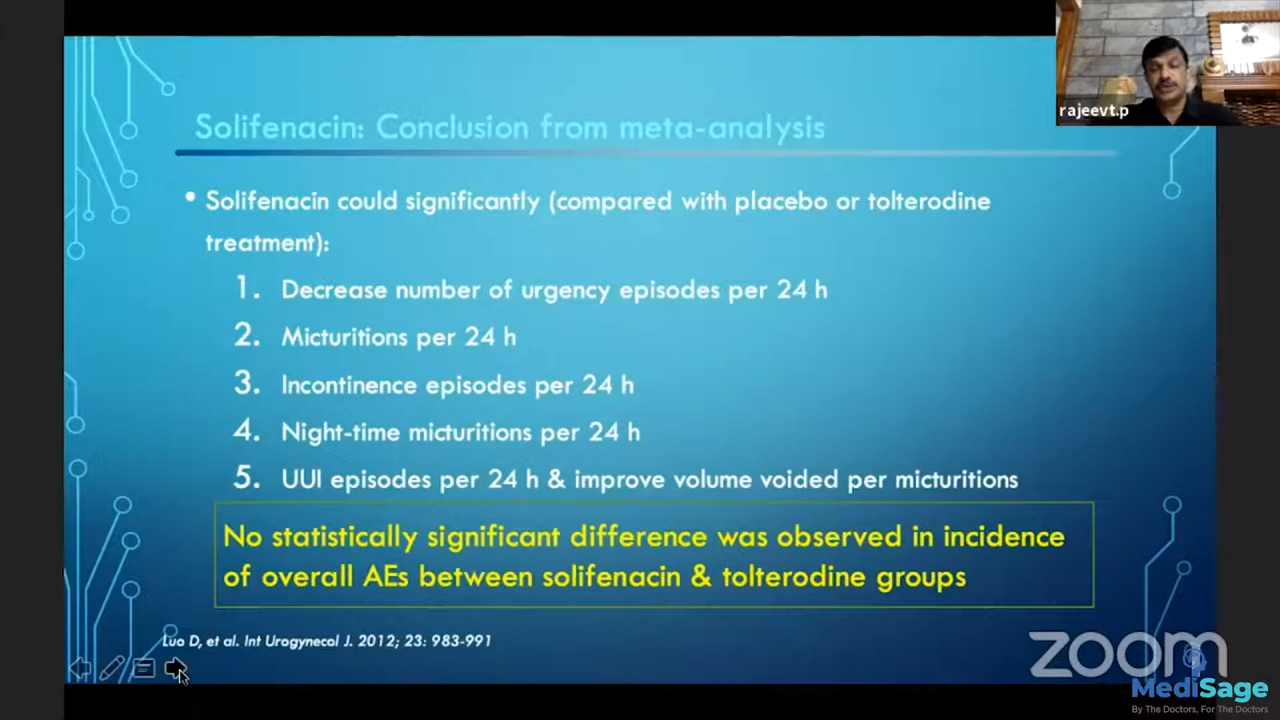 rajeevt.p
Solifenacin: Conclusion from meta-analysis
• Solifenacin could significantly (compared with placebo or tolterodine
treatment):
1. Decrease number of urgency episodes per 24 h
2. Micturitions per 24 h
3. Incontinence episodes per 24 h
4. Night-time micturitions per 24 h
5. UUI episodes per 24 h & improve volume voided per micturitions
No statistically significant difference was observed in incidence
of overall AEs between solifenacin & tolterodine groups
Luo D, et al. Int Urogynecol J. 2012; 23: 983-991
zoom
MediSage
By The Doctors, For The Doctors